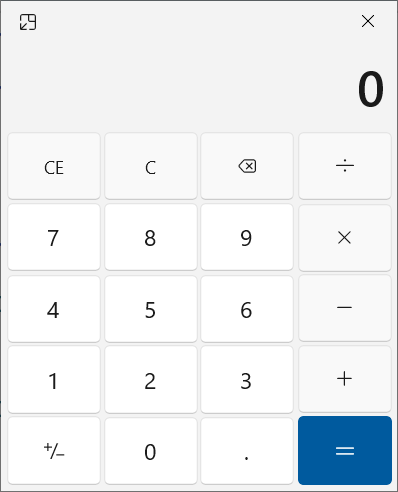 0
CE C ⌫ ÷
7 8 9 ×
4 5 6 −
1 2 3 +
+/− 0 . =